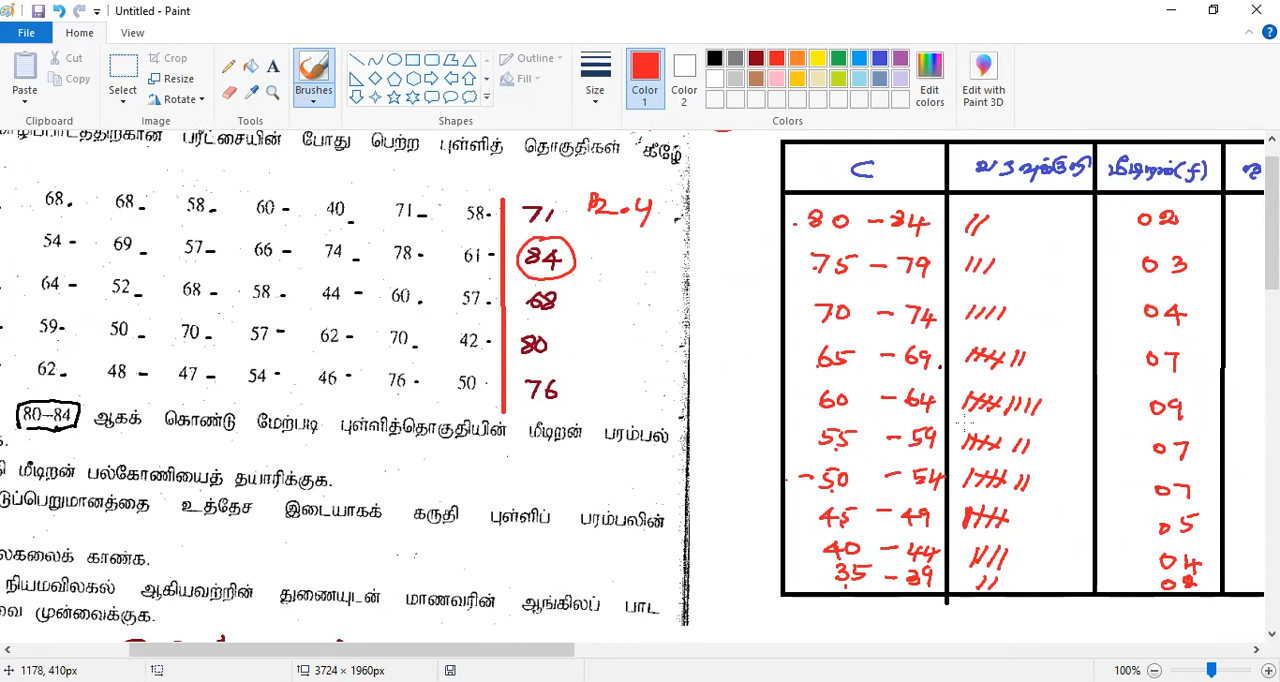 Untitled - Paint
File Home View
Paste
Cut
Copy
Clipboard
Select
Crop
Resize
Rotate
Image
Tools
Brushes
Shapes
Outline
Fill
Size
Color 1
Color 2
Edit colors
Colors
Edit with Paint 3D
பரீட்சையின் போது பெற்ற புள்ளித் தொகுதிகள் கீழே
68. 68- 58- 60- 40 71- 58- 71
54- 69 57- 66- 74 78- 61- 84
64- 52 68- 58- 44- 60. 57- 68
59- 50 70- 57- 62- 70. 42- 80
62. 48- 47- 54- 46- 76- 50 76
80-84 ஆகக் கொண்டு மேற்படி புள்ளித்தொகுதியின் மீடிறன் பரம்பல்
மீடிறன் பல்கோணியைத் தயாரிக்குக.
உத்தேச இடையாகக் கருதி புள்ளிப் பரம்பலின்
காண்க.
நியமவிலகல் ஆகியவற்றின் துணையுடன் மாணவரின் ஆங்கிலப் பாட
முன்வைக்குக.
C மீடிறன்(f)
80 - 84 // 02
75 - 79 /// 03
70 - 74 //// 04
65 - 69 07
60 - 64 09
55 - 59 07
50 - 54 07
45 - 49 05
40 - 44 04
35 - 39 // 02
1178, 410px
3724 × 1960px
100%